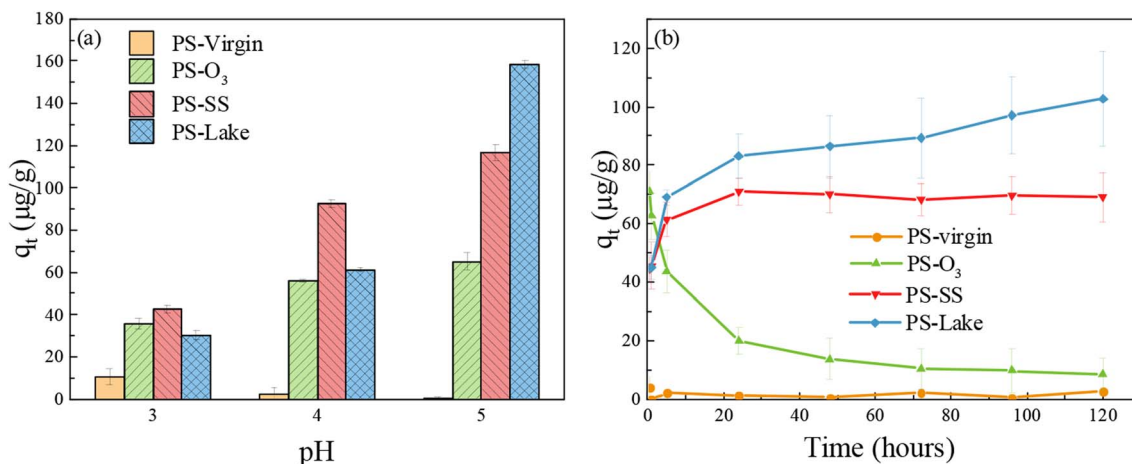 (a)
PS-Virgin
PS-O₃
PS-SS
PS-Lake
180
160
140
120
100
80
60
40
20
0
qt (μg/g)
3 4 5
pH
(b)
120
100
80
60
40
20
0
qt (μg/g)
PS-virgin
PS-O₃
PS-SS
PS-Lake
0 20 40 60 80 100 120
Time (hours)